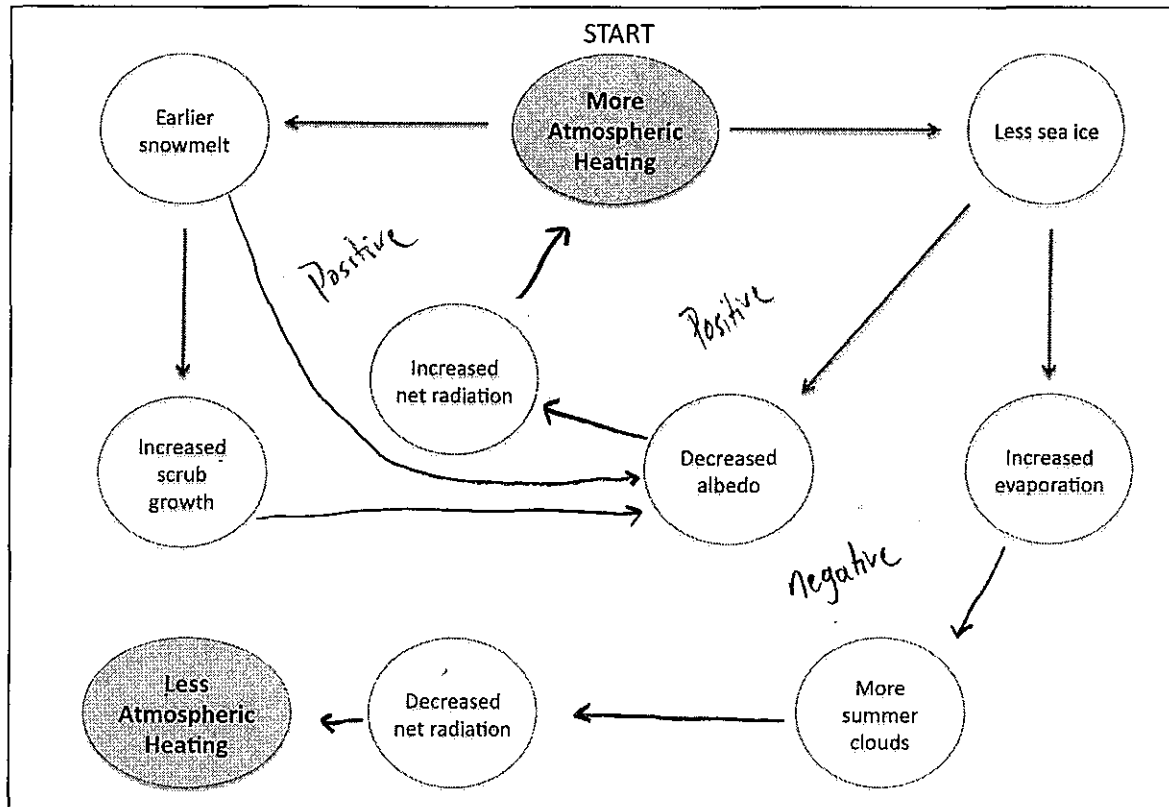 START
Earlier
snowmelt
More
Atmospheric
Heating
Less sea ice
Positive
Positive
Increased
net radiation
Increased
scrub
growth
Decreased
albedo
Increased
evaporation
negative
Less
Atmospheric
Heating
Decreased
net radiation
More
summer
clouds